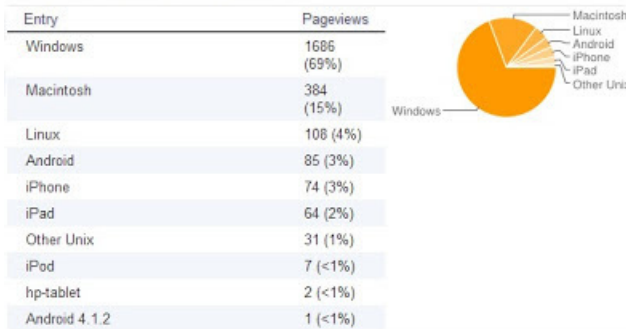 Entry Pageviews
Windows 1686
(69%)
Macintosh 384
(15%)
Linux 108 (4%)
Android 85 (3%)
iPhone 74 (3%)
iPad 64 (2%)
Other Unix 31 (1%)
iPod 7 (<1%)
hp-tablet 2 (<1%)
Android 4.1.2 1 (<1%)
Macintosh
Linux
Android
iPhone
iPad
Other Uni
Windows